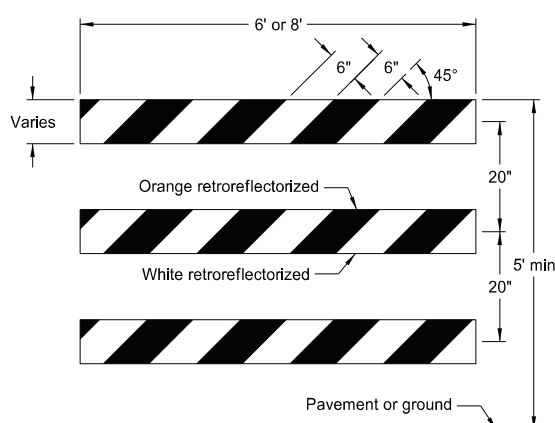 6' or 8'
6"
6"
45°
Varies
20"
Orange retroreflectorized
5' min
White retroreflectorized
20"
Pavement or ground